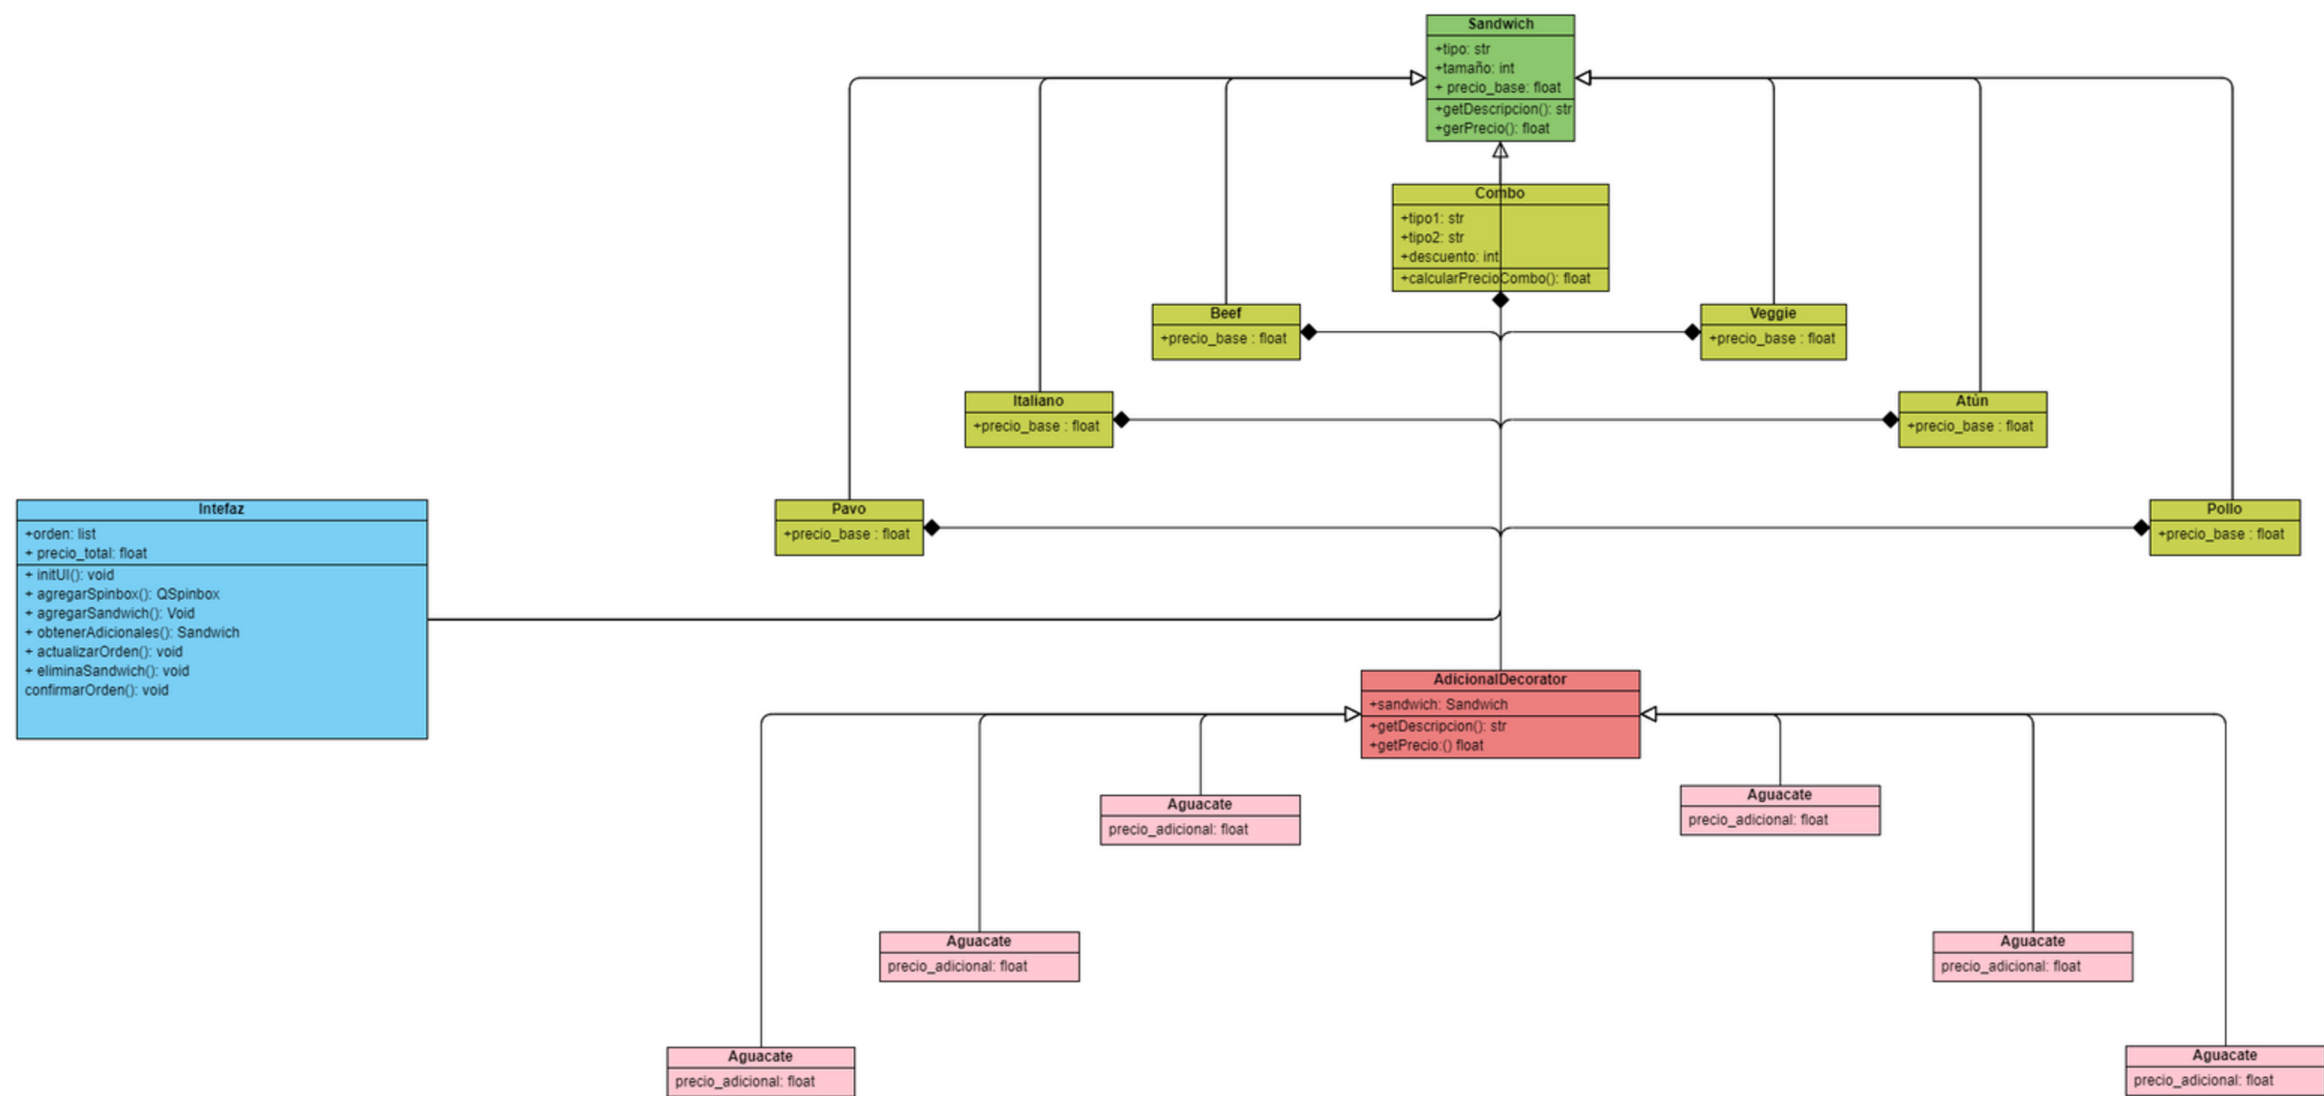 Sandwich
+tipo: str
+tamaño: int
+ precio_base: float
+getDescripcion(): str
+gerPrecio(): float
Combo
+tipo1: str
+tipo2: str
+descuento: int
+calcularPrecioCombo(): float
Beef
+precio_base : float
Veggie
+precio_base : float
Italiano
+precio_base : float
Atún
+precio_base : float
Pavo
+precio_base : float
Pollo
+precio_base : float
Intefaz
+orden: list
+ precio_total: float
+ initUI(): void
+ agregarSpinbox(): QSpinbox
+ agregarSandwich(): Void
+ obtenerAdicionales(): Sandwich
+ actualizarOrden(): void
+ eliminaSandwich(): void
confirmarOrden(): void
AdicionalDecorator
+sandwich: Sandwich
+getDescripcion(): str
+getPrecio:() float
Aguacate
precio_adicional: float
Aguacate
precio_adicional: float
Aguacate
precio_adicional: float
Aguacate
precio_adicional: float
Aguacate
precio_adicional: float
Aguacate
precio_adicional: float